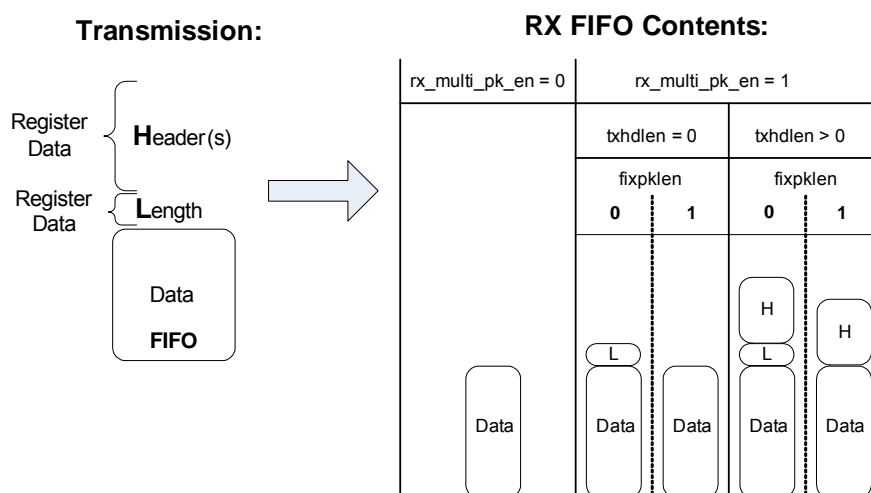 Transmission:
RX FIFO Contents:
Register
Data
Header(s)
Register
Data
Length
Data
FIFO
rx_multi_pk_en = 0
rx_multi_pk_en = 1
txhdlen = 0
txhdlen > 0
fixpklen
fixpklen
0
1
0
1
H
H
L
L
Data
Data
Data
Data
Data